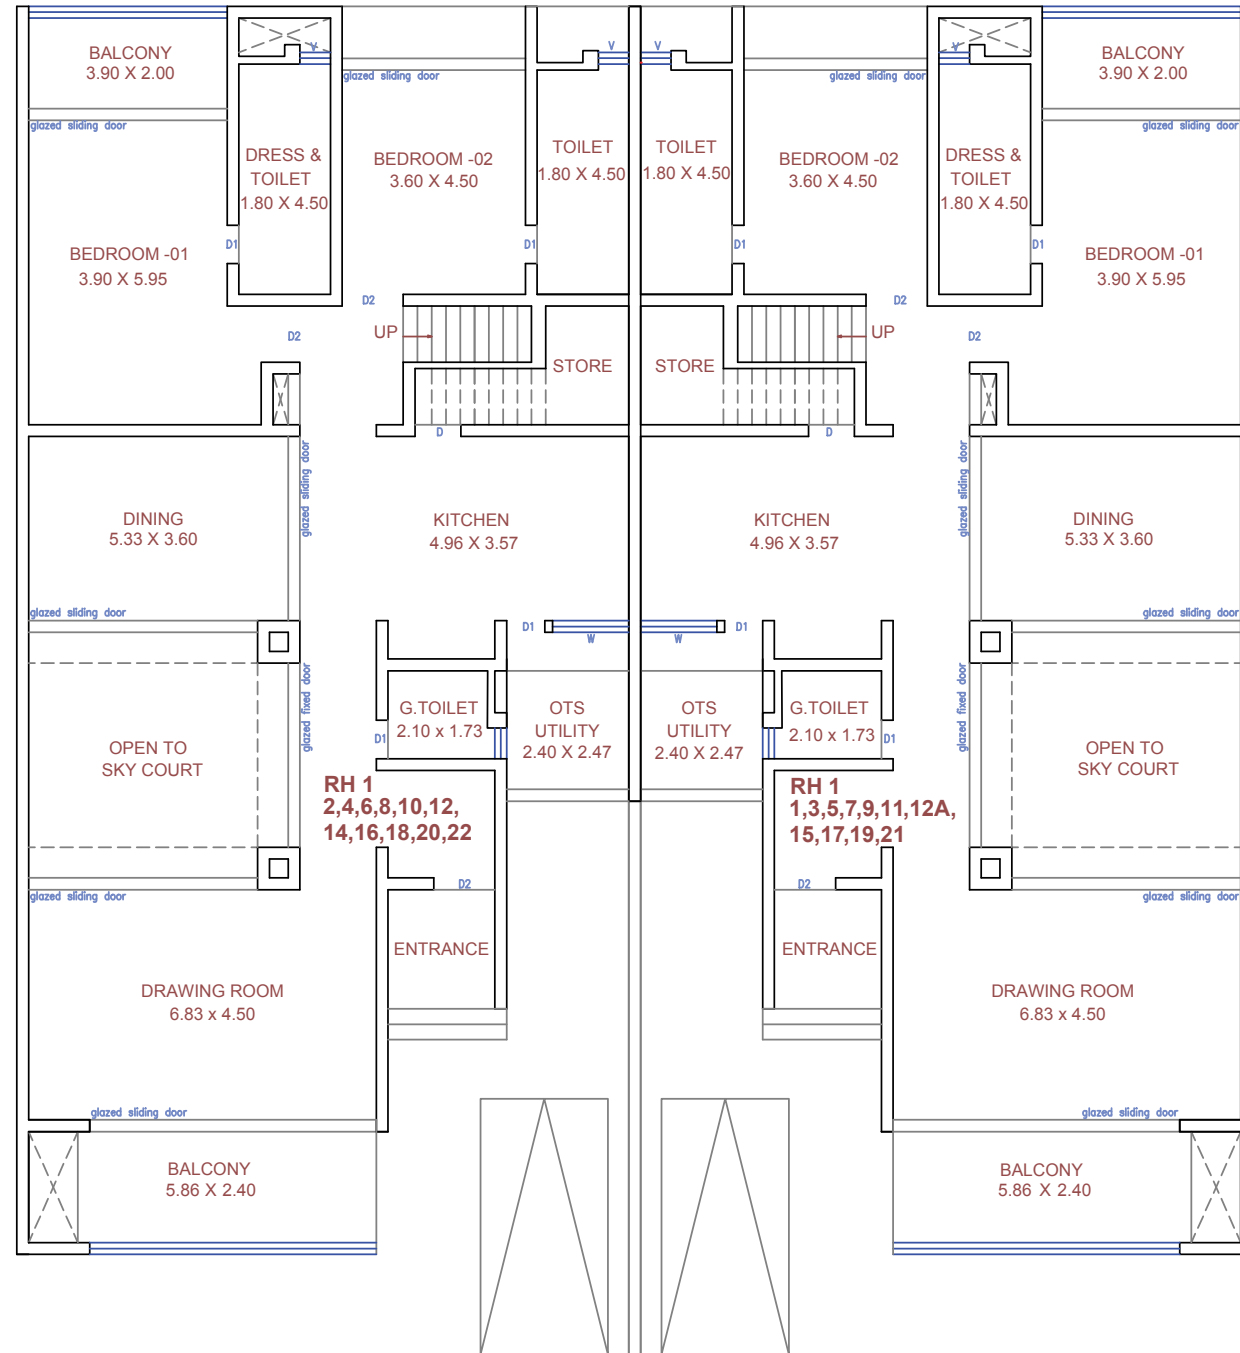 BALCONY
3.90 X 2.00
glazed sliding door
V
DRESS &
TOILET
1.80 X 4.50
glazed sliding door
BEDROOM -02
3.60 X 4.50
V
TOILET
1.80 X 4.50
BEDROOM -01
3.90 X 5.95
D1
D1
D2
D2
UP
STORE
D
glazed sliding door
DINING
5.33 X 3.60
KITCHEN
4.96 X 3.57
glazed sliding door
D1
W
glazed fixed door
OPEN TO
SKY COURT
G.TOILET
2.10 x 1.73
D1
OTS
UTILITY
2.40 X 2.47
RH 1
2,4,6,8,10,12,
14,16,18,20,22
glazed sliding door
D2
ENTRANCE
DRAWING ROOM
6.83 x 4.50
glazed sliding door
BALCONY
5.86 X 2.40
V
TOILET
1.80 X 4.50
glazed sliding door
BEDROOM -02
3.60 X 4.50
V
DRESS &
TOILET
1.80 X 4.50
BALCONY
3.90 X 2.00
glazed sliding door
BEDROOM -01
3.90 X 5.95
D1
D1
D2
D2
UP
STORE
D
glazed sliding door
KITCHEN
4.96 X 3.57
DINING
5.33 X 3.60
glazed sliding door
D1
W
glazed fixed door
OTS
UTILITY
2.40 X 2.47
G.TOILET
2.10 x 1.73
D1
OPEN TO
SKY COURT
RH 1
1,3,5,7,9,11,12A,
15,17,19,21
glazed sliding door
D2
ENTRANCE
DRAWING ROOM
6.83 x 4.50
glazed sliding door
BALCONY
5.86 X 2.40